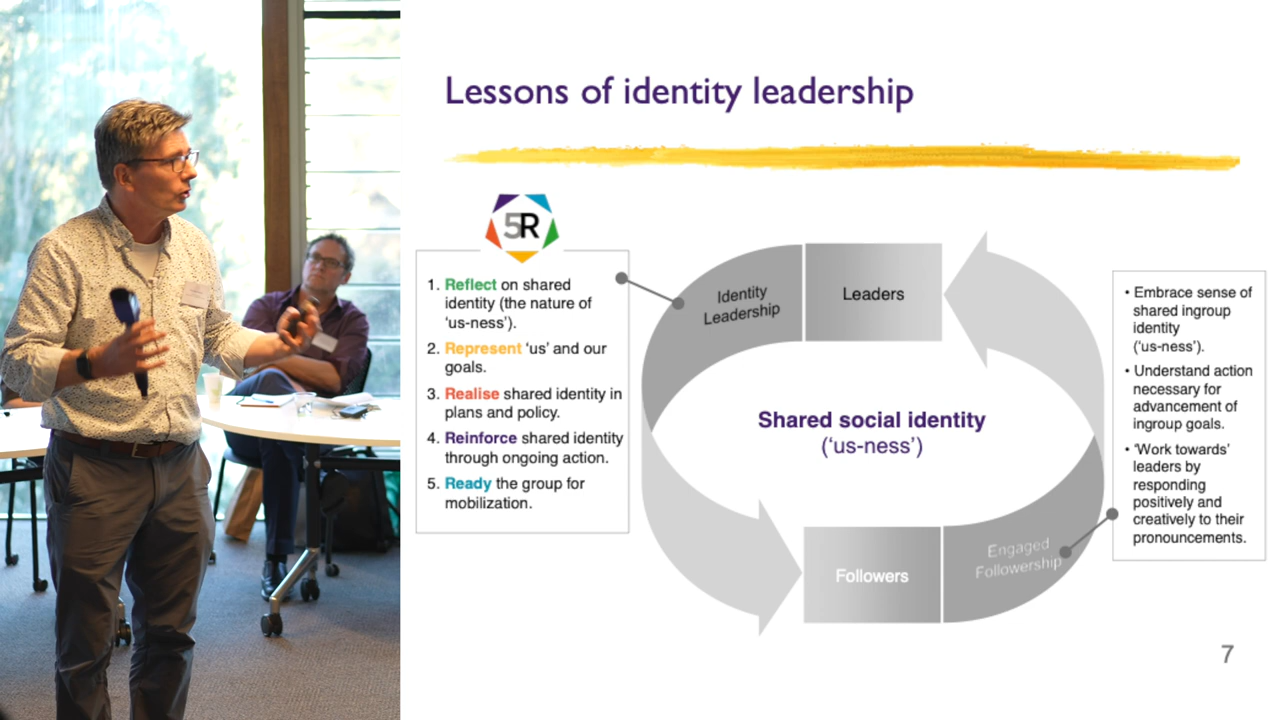 Lessons of identity leadership
5R
1. Reflect on shared
identity (the nature of
‘us-ness’).
2. Represent ‘us’ and our
goals.
3. Realise shared identity in
plans and policy.
4. Reinforce shared identity
through ongoing action.
5. Ready the group for
mobilization.
Identity
Leadership
Leaders
Shared social identity
(‘us-ness’)
Followers
Engaged
Followership
• Embrace sense of
shared ingroup
identity
(‘us-ness’).
• Understand action
necessary for
advancement of
ingroup goals.
• ‘Work towards’
leaders by
responding
positively and
creatively to their
pronouncements.
7